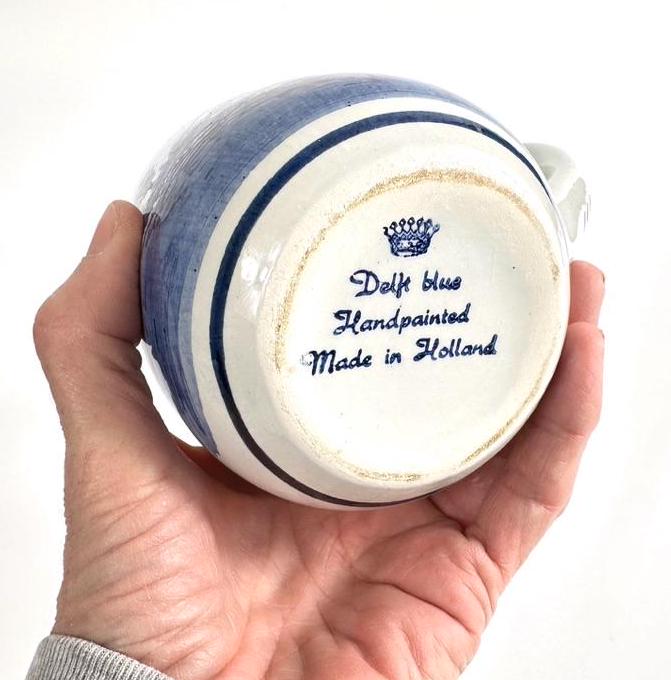 Delft blue
Handpainted
Made in Holland